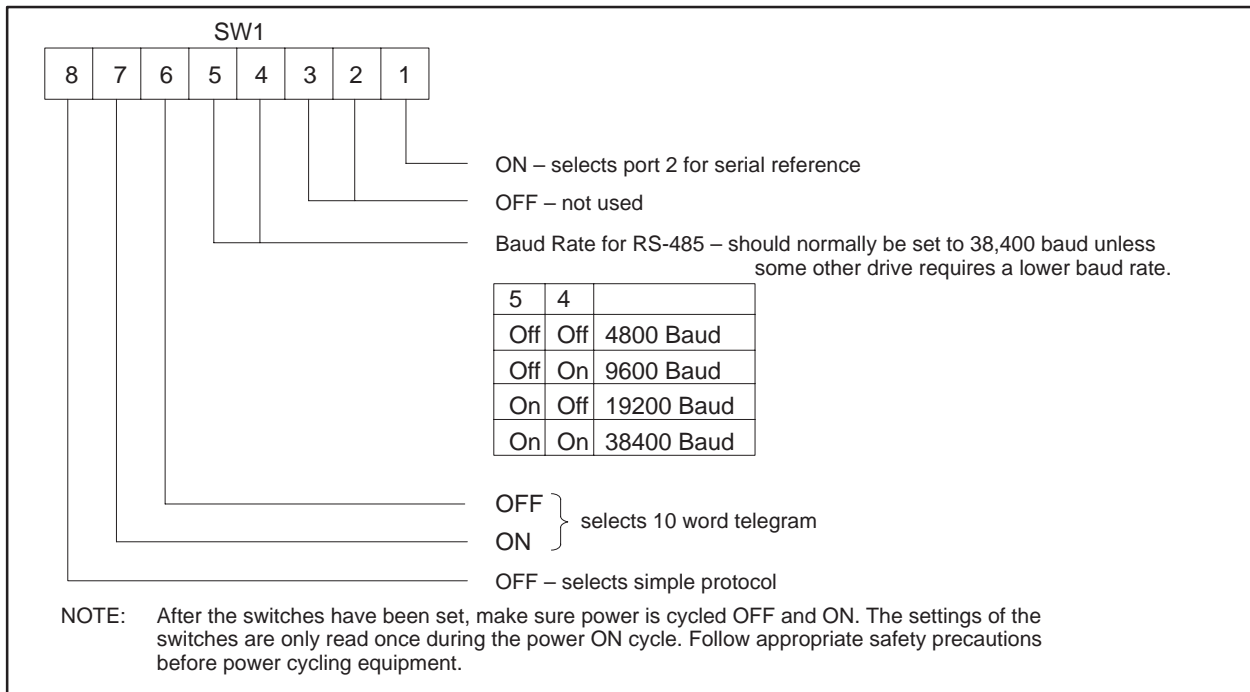 SW1
8 7 6 5 4 3 2 1
ON – selects port 2 for serial reference
OFF – not used
Baud Rate for RS-485 – should normally be set to 38,400 baud unless
some other drive requires a lower baud rate.
5 4
Off Off 4800 Baud
Off On 9600 Baud
On Off 19200 Baud
On On 38400 Baud
OFF
selects 10 word telegram
ON
OFF – selects simple protocol
NOTE: After the switches have been set, make sure power is cycled OFF and ON. The settings of the
switches are only read once during the power ON cycle. Follow appropriate safety precautions
before power cycling equipment.